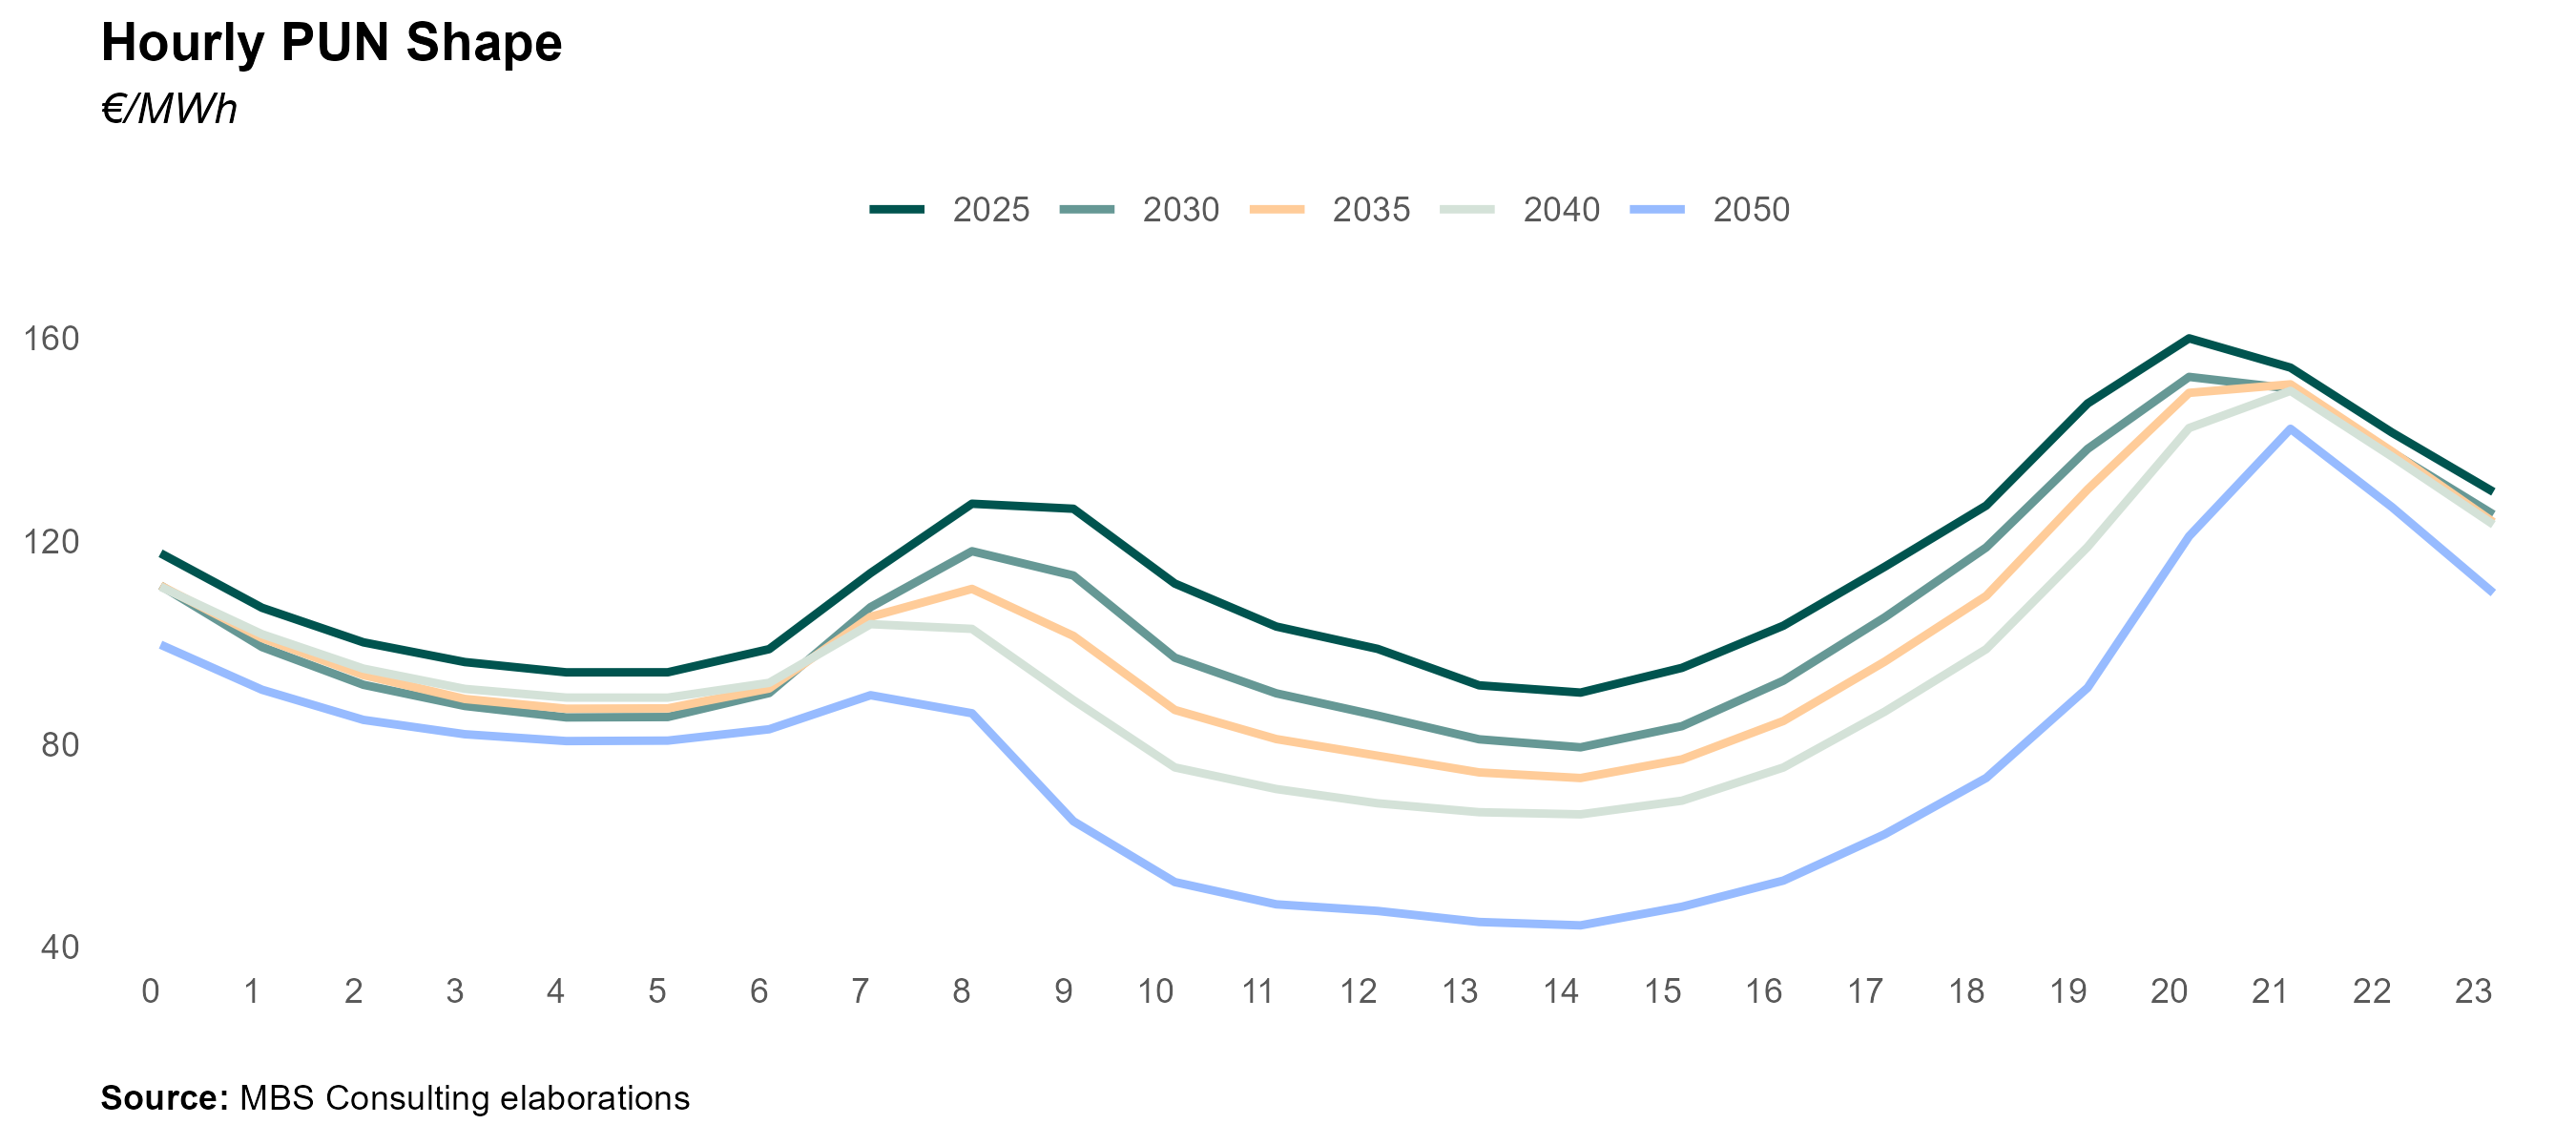 Hourly PUN Shape
€/MWh
2025 2030 2035 2040 2050
160
120
80
40
0 1 2 3 4 5 6 7 8 9 10 11 12 13 14 15 16 17 18 19 20 21 22 23
Source: MBS Consulting elaborations